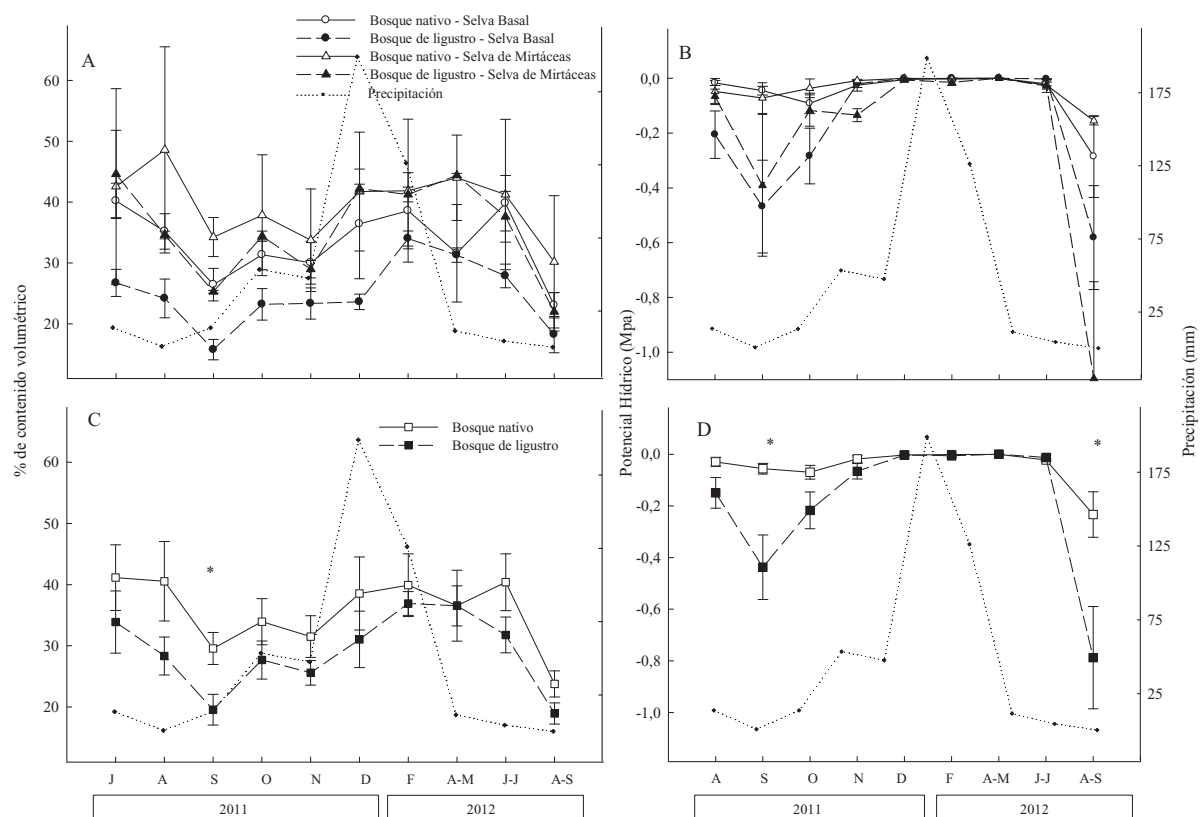 A
Bosque nativo - Selva Basal
Bosque de ligustro - Selva Basal
Bosque nativo - Selva de Mirtáceas
Bosque de ligustro - Selva de Mirtáceas
Precipitación
60
50
40
30
20
% de contenido volumétrico
B
0,0
-0,2
-0,4
-0,6
-0,8
-1,0
175
125
75
25
Potencial Hídrico (Mpa)
Precipitación (mm)
C
Bosque nativo
Bosque de ligustro
*
60
50
40
30
20
J A S O N D F A-M J-J A-S
2011 2012
D
* *
0,0
-0,2
-0,4
-0,6
-0,8
-1,0
175
125
75
25
A S O N D F A-M J-J A-S
2011 2012